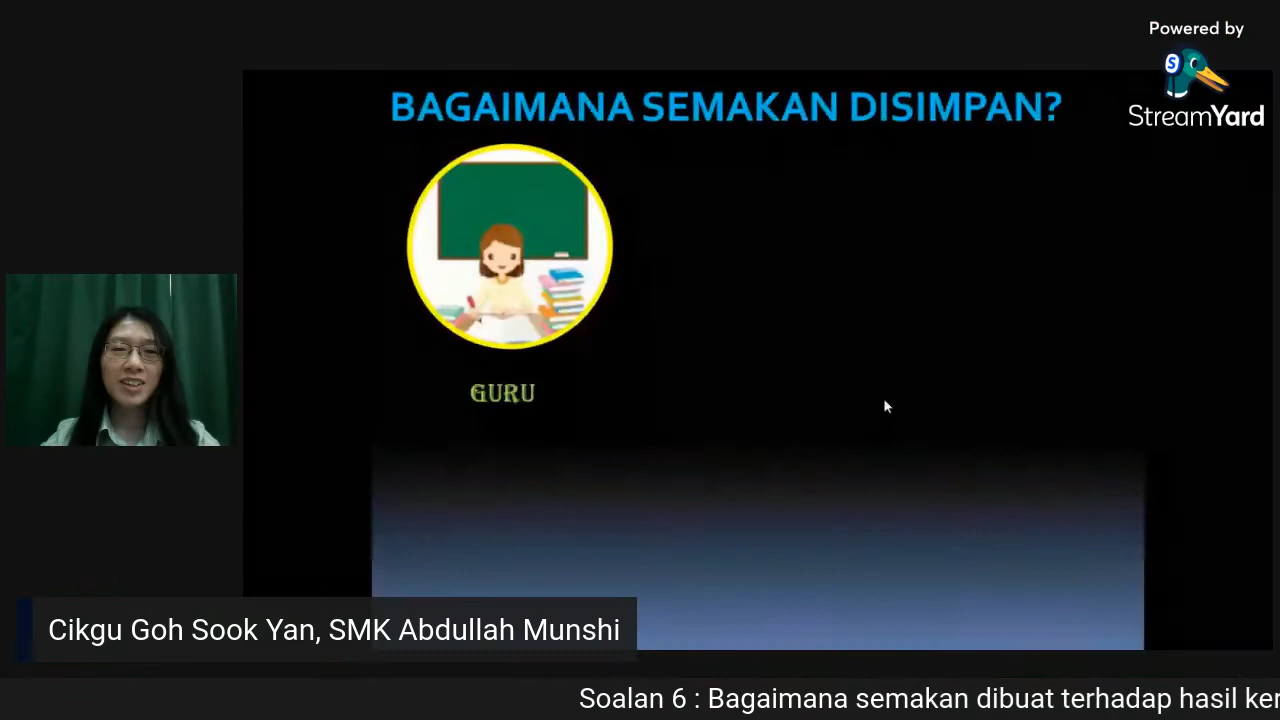 Powered by
StreamYard
BAGAIMANA SEMAKAN DISIMPAN?
GURU
Cikgu Goh Sook Yan, SMK Abdullah Munshi
Soalan 6 : Bagaimana semakan dibuat terhadap hasil